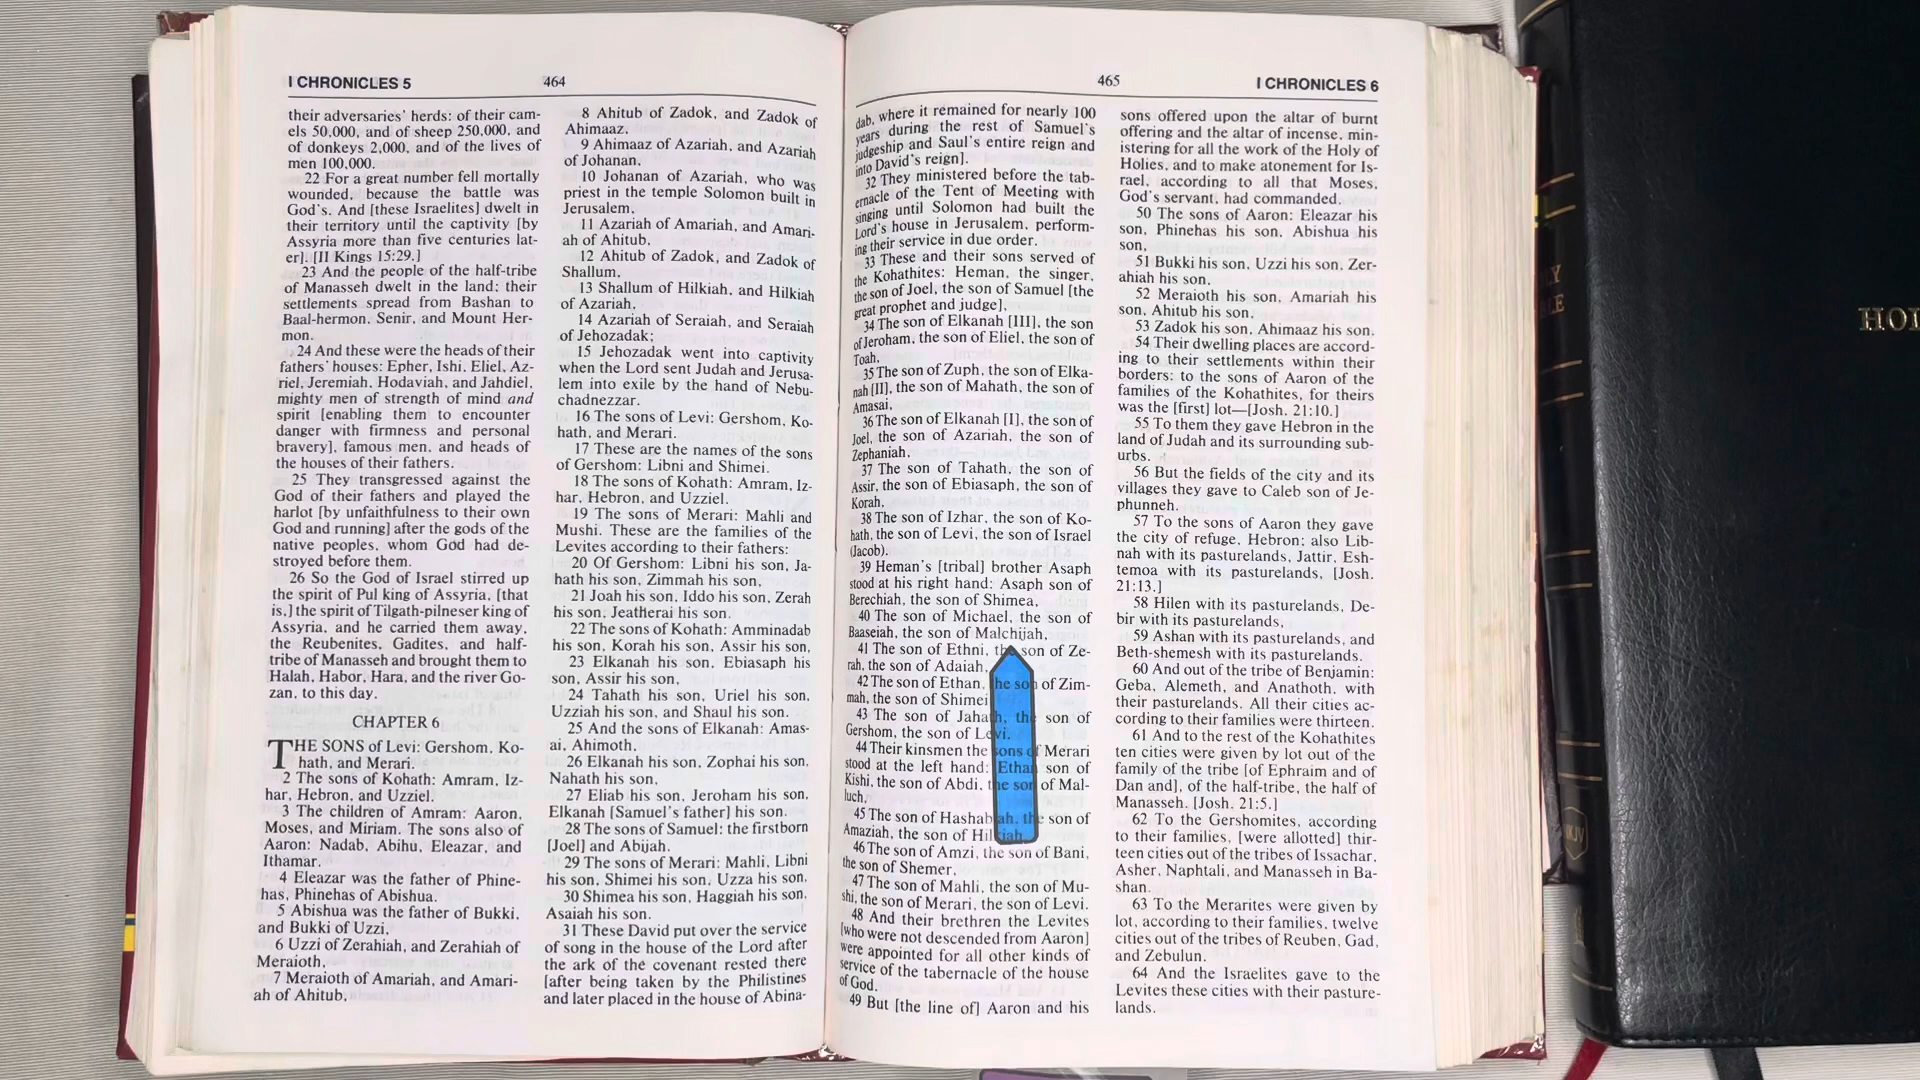 I CHRONICLES 5
464
their adversaries' herds: of their cam-
els 50,000, and of sheep 250,000, and
of donkeys 2,000, and of the lives of
men 100,000.
22 For a great number fell mortally
wounded, because the battle was
God's. And [these Israelites] dwelt in
their territory until the captivity [by
Assyria more than five centuries lat-
er]. [II Kings 15:29.]
23 And the people of the half-tribe
of Manasseh dwelt in the land; their
settlements spread from Bashan to
Baal-hermon, Senir, and Mount Her-
mon.
24 And these were the heads of their
fathers' houses: Epher, Ishi, Eliel, Az-
riel, Jeremiah, Hodaviah, and Jahdiel,
mighty men of strength of mind and
spirit [enabling them to encounter
danger with firmness and personal
bravery], famous men, and heads of
the houses of their fathers.
25 They transgressed against the
God of their fathers and played the
harlot [by unfaithfulness to their own
God and running] after the gods of the
native peoples, whom God had de-
stroyed before them.
26 So the God of Israel stirred up
the spirit of Pul king of Assyria, [that
is,] the spirit of Tilgath-pilneser king of
Assyria, and he carried them away,
the Reubenites, Gadites, and half-
tribe of Manasseh and brought them to
Halah, Habor, Hara, and the river Go-
zan, to this day.
CHAPTER 6
THE SONS of Levi: Gershom, Ko-
hath, and Merari.
2 The sons of Kohath: Amram, Iz-
har, Hebron, and Uzziel.
3 The children of Amram: Aaron,
Moses, and Miriam. The sons also of
Aaron: Nadab, Abihu, Eleazar, and
Ithamar.
4 Eleazar was the father of Phine-
has, Phinehas of Abishua.
5 Abishua was the father of Bukki,
and Bukki of Uzzi,
6 Uzzi of Zerahiah, and Zerahiah of
Meraioth,
7 Meraioth of Amariah, and Amari-
ah of Ahitub,
8 Ahitub of Zadok, and Zadok of
Ahimaaz,
9 Ahimaaz of Azariah, and Azariah
of Johanan,
10 Johanan of Azariah, who was
priest in the temple Solomon built in
Jerusalem,
11 Azariah of Amariah, and Amari-
ah of Ahitub,
12 Ahitub of Zadok, and Zadok of
Shallum,
13 Shallum of Hilkiah, and Hilkiah
of Azariah,
14 Azariah of Seraiah, and Seraiah
of Jehozadak;
15 Jehozadak went into captivity
when the Lord sent Judah and Jerusa-
lem into exile by the hand of Nebu-
chadnezzar.
16 The sons of Levi: Gershom, Ko-
hath, and Merari.
17 These are the names of the sons
of Gershom: Libni and Shimei.
18 The sons of Kohath: Amram, Iz-
har, Hebron, and Uzziel.
19 The sons of Merari: Mahli and
Mushi. These are the families of the
Levites according to their fathers:
20 Of Gershom: Libni his son, Ja-
hath his son, Zimmah his son,
21 Joah his son, Iddo his son, Zerah
his son, Jeatherai his son.
22 The sons of Kohath: Amminadab
his son, Korah his son, Assir his son,
23 Elkanah his son, Ebiasaph his
son, Assir his son,
24 Tahath his son, Uriel his son,
Uzziah his son, and Shaul his son.
25 And the sons of Elkanah: Amas-
ai, Ahimoth,
26 Elkanah his son, Zophai his son,
Nahath his son,
27 Eliab his son, Jeroham his son,
Elkanah [Samuel's father] his son.
28 The sons of Samuel: the firstborn
[Joel] and Abijah.
29 The sons of Merari: Mahli, Libni
his son, Shimei his son, Uzza his son,
30 Shimea his son, Haggiah his son,
Asaiah his son.
31 These David put over the service
of song in the house of the Lord after
the ark of the covenant rested there
[after being taken by the Philistines
and later placed in the house of Abina-
465
I CHRONICLES 6
dab, where it remained for nearly 100
years during the rest of Samuel's
judgeship and Saul's entire reign and
into David's reign].
32 They ministered before the tab-
ernacle of the Tent of Meeting with
singing until Solomon had built the
Lord's house in Jerusalem, perform-
ing their service in due order.
33 These and their sons served of
the Kohathites: Heman, the singer,
the son of Joel, the son of Samuel [the
great prophet and judge],
34 The son of Elkanah [III], the son
of Jeroham, the son of Eliel, the son of
Toah,
35 The son of Zuph, the son of Elka-
nah [II], the son of Mahath, the son of
Amasai,
36 The son of Elkanah [I], the son of
Joel, the son of Azariah, the son of
Zephaniah,
37 The son of Tahath, the son of
Assir, the son of Ebiasaph, the son of
Korah,
38 The son of Izhar, the son of Ko-
hath, the son of Levi, the son of Israel
(Jacob).
39 Heman's [tribal] brother Asaph
stood at his right hand: Asaph son of
Berechiah, the son of Shimea,
40 The son of Michael, the son of
Baaseiah, the son of Malchijah,
41 The son of Ethni, the son of Ze-
rah, the son of Adaiah,
42 The son of Ethan, the son of Zim-
mah, the son of Shimei
43 The son of Jahath, the son of
Gershom, the son of Levi.
44 Their kinsmen the sons of Merari
stood at the left hand: Ethan son of
Kishi, the son of Abdi, the son of Mal-
luch,
45 The son of Hashabiah, the son of
Amaziah, the son of Hilkiah,
46 The son of Amzi, the son of Bani,
the son of Shemer,
47 The son of Mahli, the son of Mu-
shi, the son of Merari, the son of Levi.
48 And their brethren the Levites
[who were not descended from Aaron]
were appointed for all other kinds of
service of the tabernacle of the house
of God.
49 But [the line of] Aaron and his
sons offered upon the altar of burnt
offering and the altar of incense, min-
istering for all the work of the Holy of
Holies, and to make atonement for Is-
rael, according to all that Moses,
God's servant, had commanded.
50 The sons of Aaron: Eleazar his
son, Phinehas his son, Abishua his
son,
51 Bukki his son, Uzzi his son, Zer-
ahiah his son,
52 Meraioth his son, Amariah his
son, Ahitub his son,
53 Zadok his son, Ahimaaz his son.
54 Their dwelling places are accord-
ing to their settlements within their
borders: to the sons of Aaron of the
families of the Kohathites, for theirs
was the [first] lot—[Josh. 21:10.]
55 To them they gave Hebron in the
land of Judah and its surrounding sub-
urbs.
56 But the fields of the city and its
villages they gave to Caleb son of Je-
phunneh.
57 To the sons of Aaron they gave
the city of refuge, Hebron; also Lib-
nah with its pasturelands, Jattir, Esh-
temoa with its pasturelands, [Josh.
21:13.]
58 Hilen with its pasturelands, De-
bir with its pasturelands,
59 Ashan with its pasturelands, and
Beth-shemesh with its pasturelands.
60 And out of the tribe of Benjamin:
Geba, Alemeth, and Anathoth, with
their pasturelands. All their cities ac-
cording to their families were thirteen.
61 And to the rest of the Kohathites
ten cities were given by lot out of the
family of the tribe [of Ephraim and of
Dan and], of the half-tribe, the half of
Manasseh. [Josh. 21:5.]
62 To the Gershomites, according
to their families, [were allotted] thir-
teen cities out of the tribes of Issachar,
Asher, Naphtali, and Manasseh in Ba-
shan.
63 To the Merarites were given by
lot, according to their families, twelve
cities out of the tribes of Reuben, Gad,
and Zebulun.
64 And the Israelites gave to the
Levites these cities with their pasture-
lands.
HOL